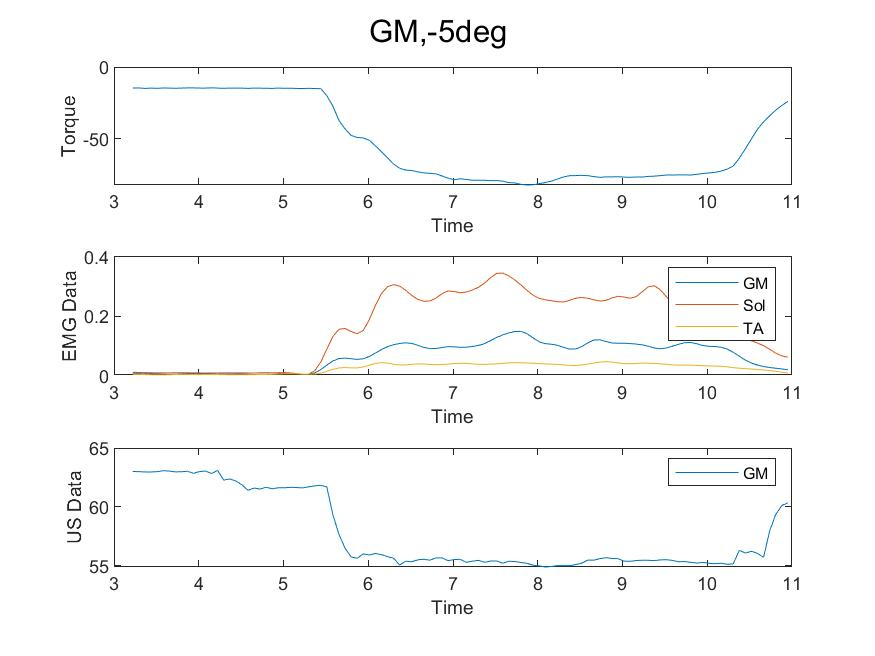 GM,-5deg
0
-50
Torque
3 4 5 6 7 8 9 10 11
Time
0.4
0.2
0
EMG Data
GM
Sol
TA
3 4 5 6 7 8 9 10 11
Time
65
60
55
US Data
GM
3 4 5 6 7 8 9 10 11
Time